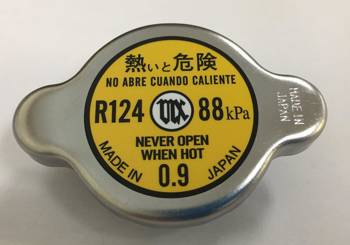 熱いと危険
NO ABRE CUANDO CALIENTE
R124 88kPa
NEVER OPEN
WHEN HOT
MADE IN 0.9 JAPAN
MADE IN
JAPAN